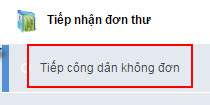 Tiếp nhận đơn thư
Tiếp công dân không đơn